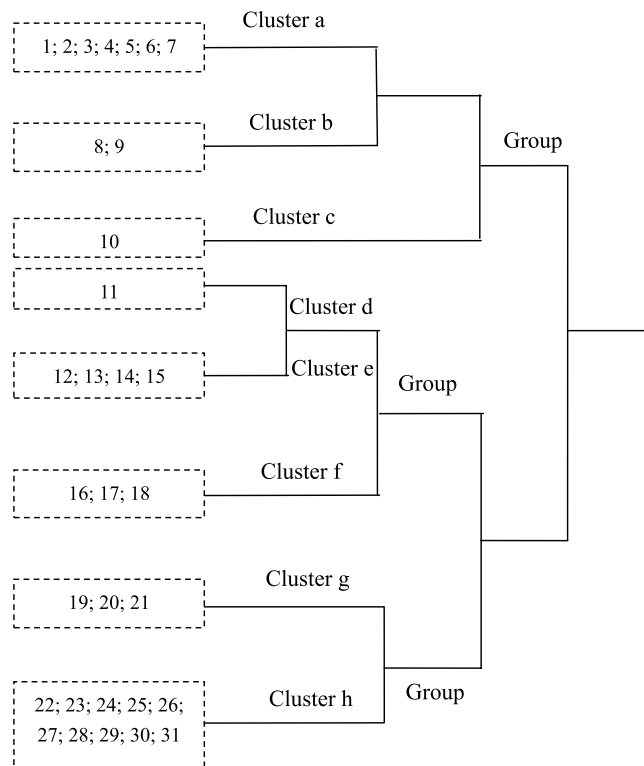 Cluster a
1; 2; 3; 4; 5; 6; 7
Cluster b
8; 9
Group
Cluster c
10
11
Cluster d
12; 13; 14; 15
Cluster e
Group
Cluster f
16; 17; 18
Cluster g
19; 20; 21
Cluster h
Group
22; 23; 24; 25; 26;
27; 28; 29; 30; 31